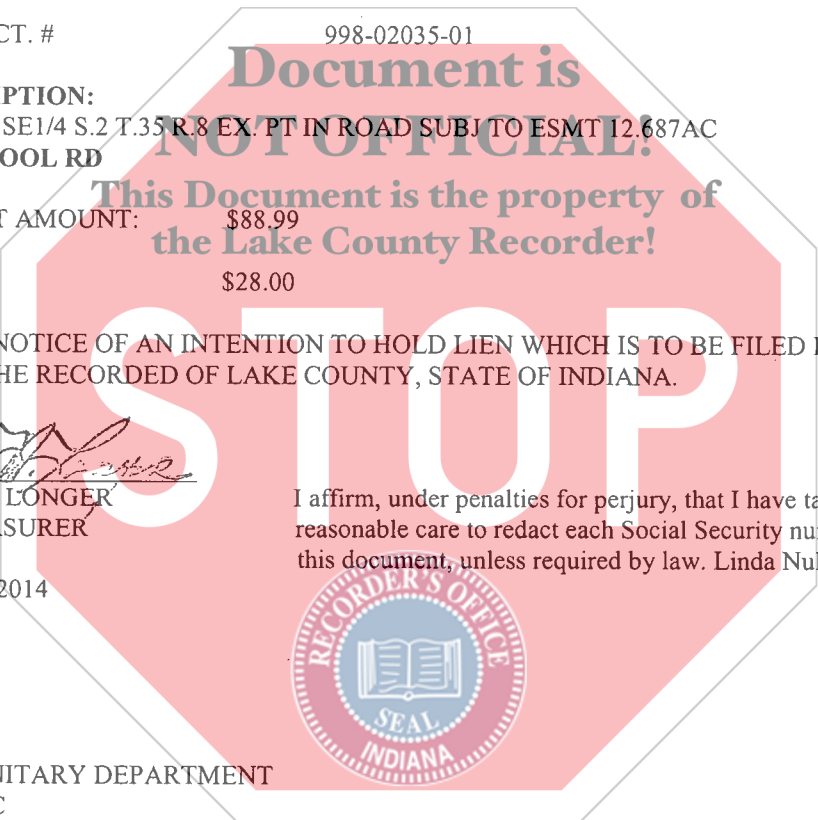 CT. # 998-02035-01
Document is
PTION:
SE1/4 S.2 T.35 R.8 EX. PT IN ROAD SUBJ TO ESMT 12.687AC
NOT OFFICIAL!
OOL RD
This Document is the property of
T AMOUNT: $88.99
the Lake County Recorder!
$28.00
STOP
NOTICE OF AN INTENTION TO HOLD LIEN WHICH IS TO BE FILED
HE RECORDED OF LAKE COUNTY, STATE OF INDIANA.
LONGER
SURER
I affirm, under penalties for perjury, that I have ta
reasonable care to redact each Social Security nu
this document, unless required by law. Linda Nu
2014
RECORDER'S OFFICE
SEAL
INDIANA
NITARY DEPARTMENT
C